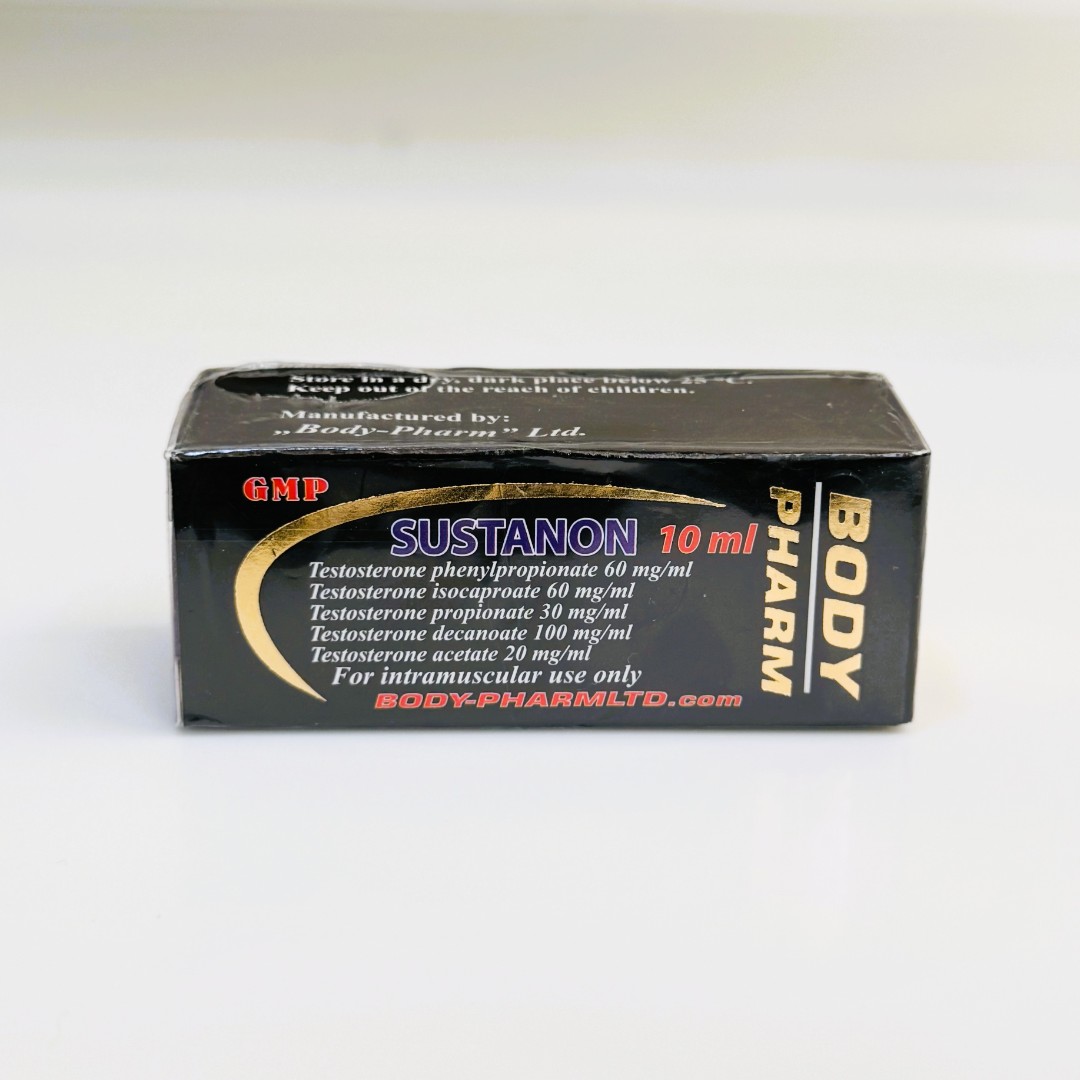 Store in a dry, dark place below 25 °C.
Keep out of the reach of children.
Manufactured by:
„Body-Pharm” Ltd.
GMP
SUSTANON 10 ml
Testosterone phenylpropionate 60 mg/ml
Testosterone isocaproate 60 mg/ml
Testosterone propionate 30 mg/ml
Testosterone decanoate 100 mg/ml
Testosterone acetate 20 mg/ml
For intramuscular use only
BODY-PHARMLTD.com
BODY
PHARM